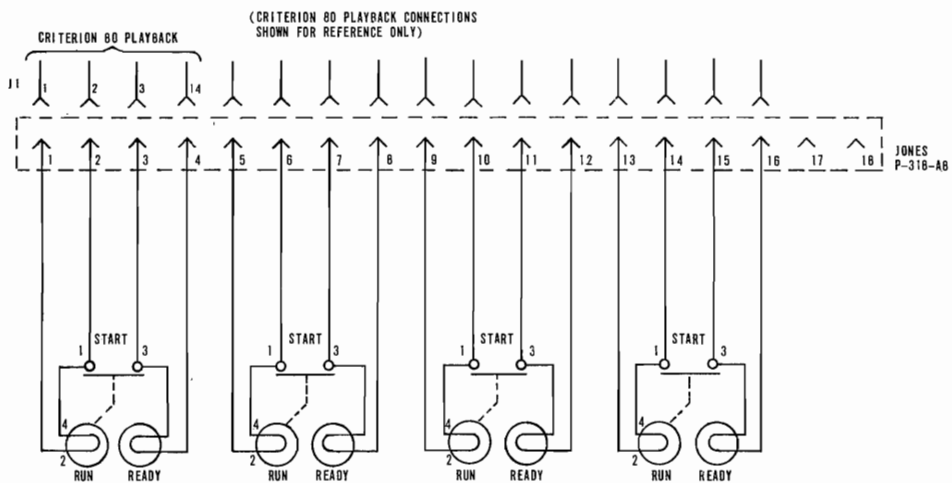 (CRITERION 80 PLAYBACK CONNECTIONS
SHOWN FOR REFERENCE ONLY)
CRITERION 80 PLAYBACK
J1 1 2 3 14
1 2 3 4 5 6 7 8 9 10 11 12 13 14 15 16 17 18
JONES
P-318-AB
START START START START
1 3 1 3 1 3 1 3
4 4 4 4
2 2 2 2
RUN READY RUN READY RUN READY RUN READY